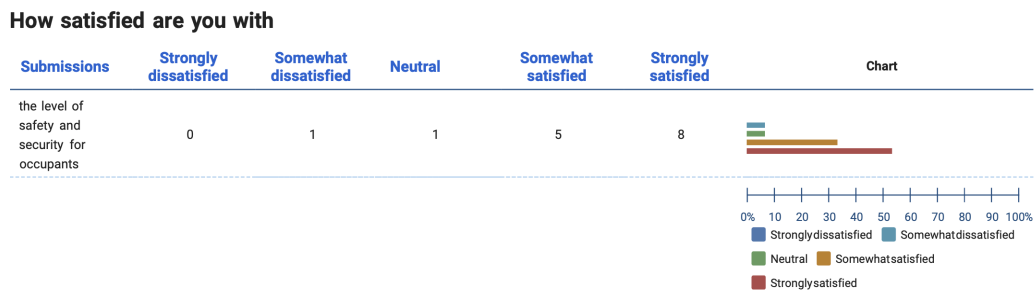 How satisfied are you with
Submissions Strongly dissatisfied Somewhat dissatisfied Neutral Somewhat satisfied Strongly satisfied Chart
the level of
safety and
security for
occupants
0 1 1 5 8
0% 10 20 30 40 50 60 70 80 90 100%
Stronglydissatisfied Somewhatdissatisfied
Neutral Somewhatsatisfied
Stronglysatisfied